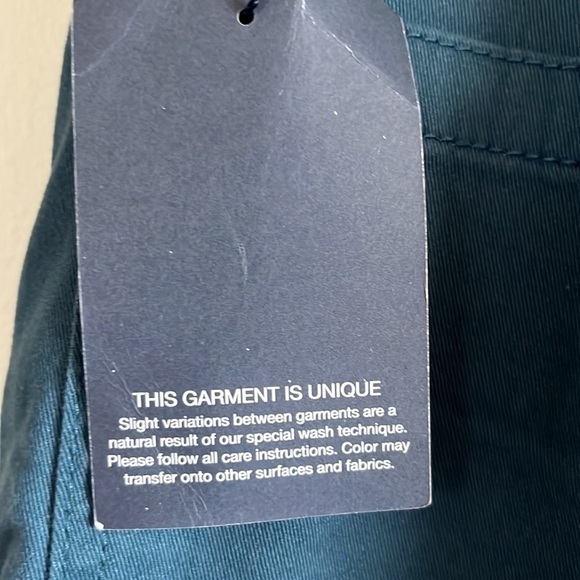 THIS GARMENT IS UNIQUE
Slight variations between garments are a
natural result of our special wash technique.
Please follow all care instructions. Color may
transfer onto other surfaces and fabrics.